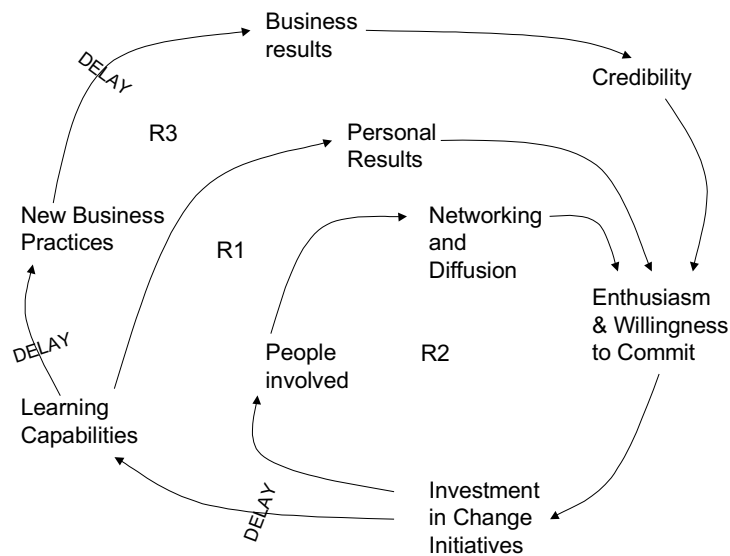 Business
results
DELAY
Credibility
R3
Personal
Results
New Business
Practices
Networking
and
Diffusion
R1
Enthusiasm
& Willingness
to Commit
DELAY
People
involved
R2
Learning
Capabilities
DELAY
Investment
in Change
Initiatives